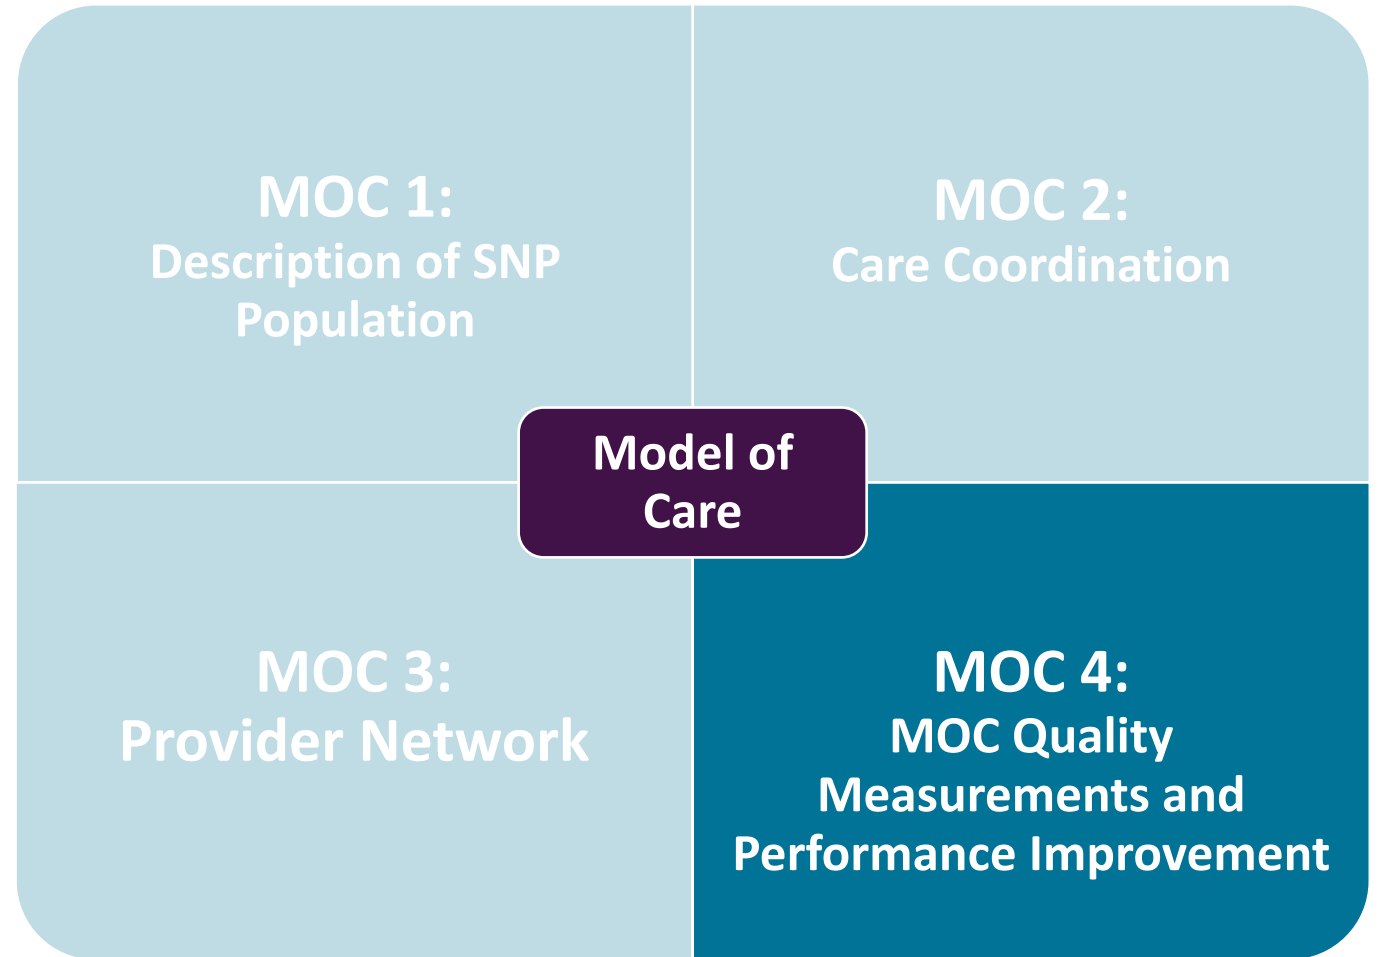 MOC 1:
Description of SNP
Population
MOC 2:
Care Coordination
Model of
Care
MOC 3:
Provider Network
MOC 4:
MOC Quality
Measurements and
Performance Improvement